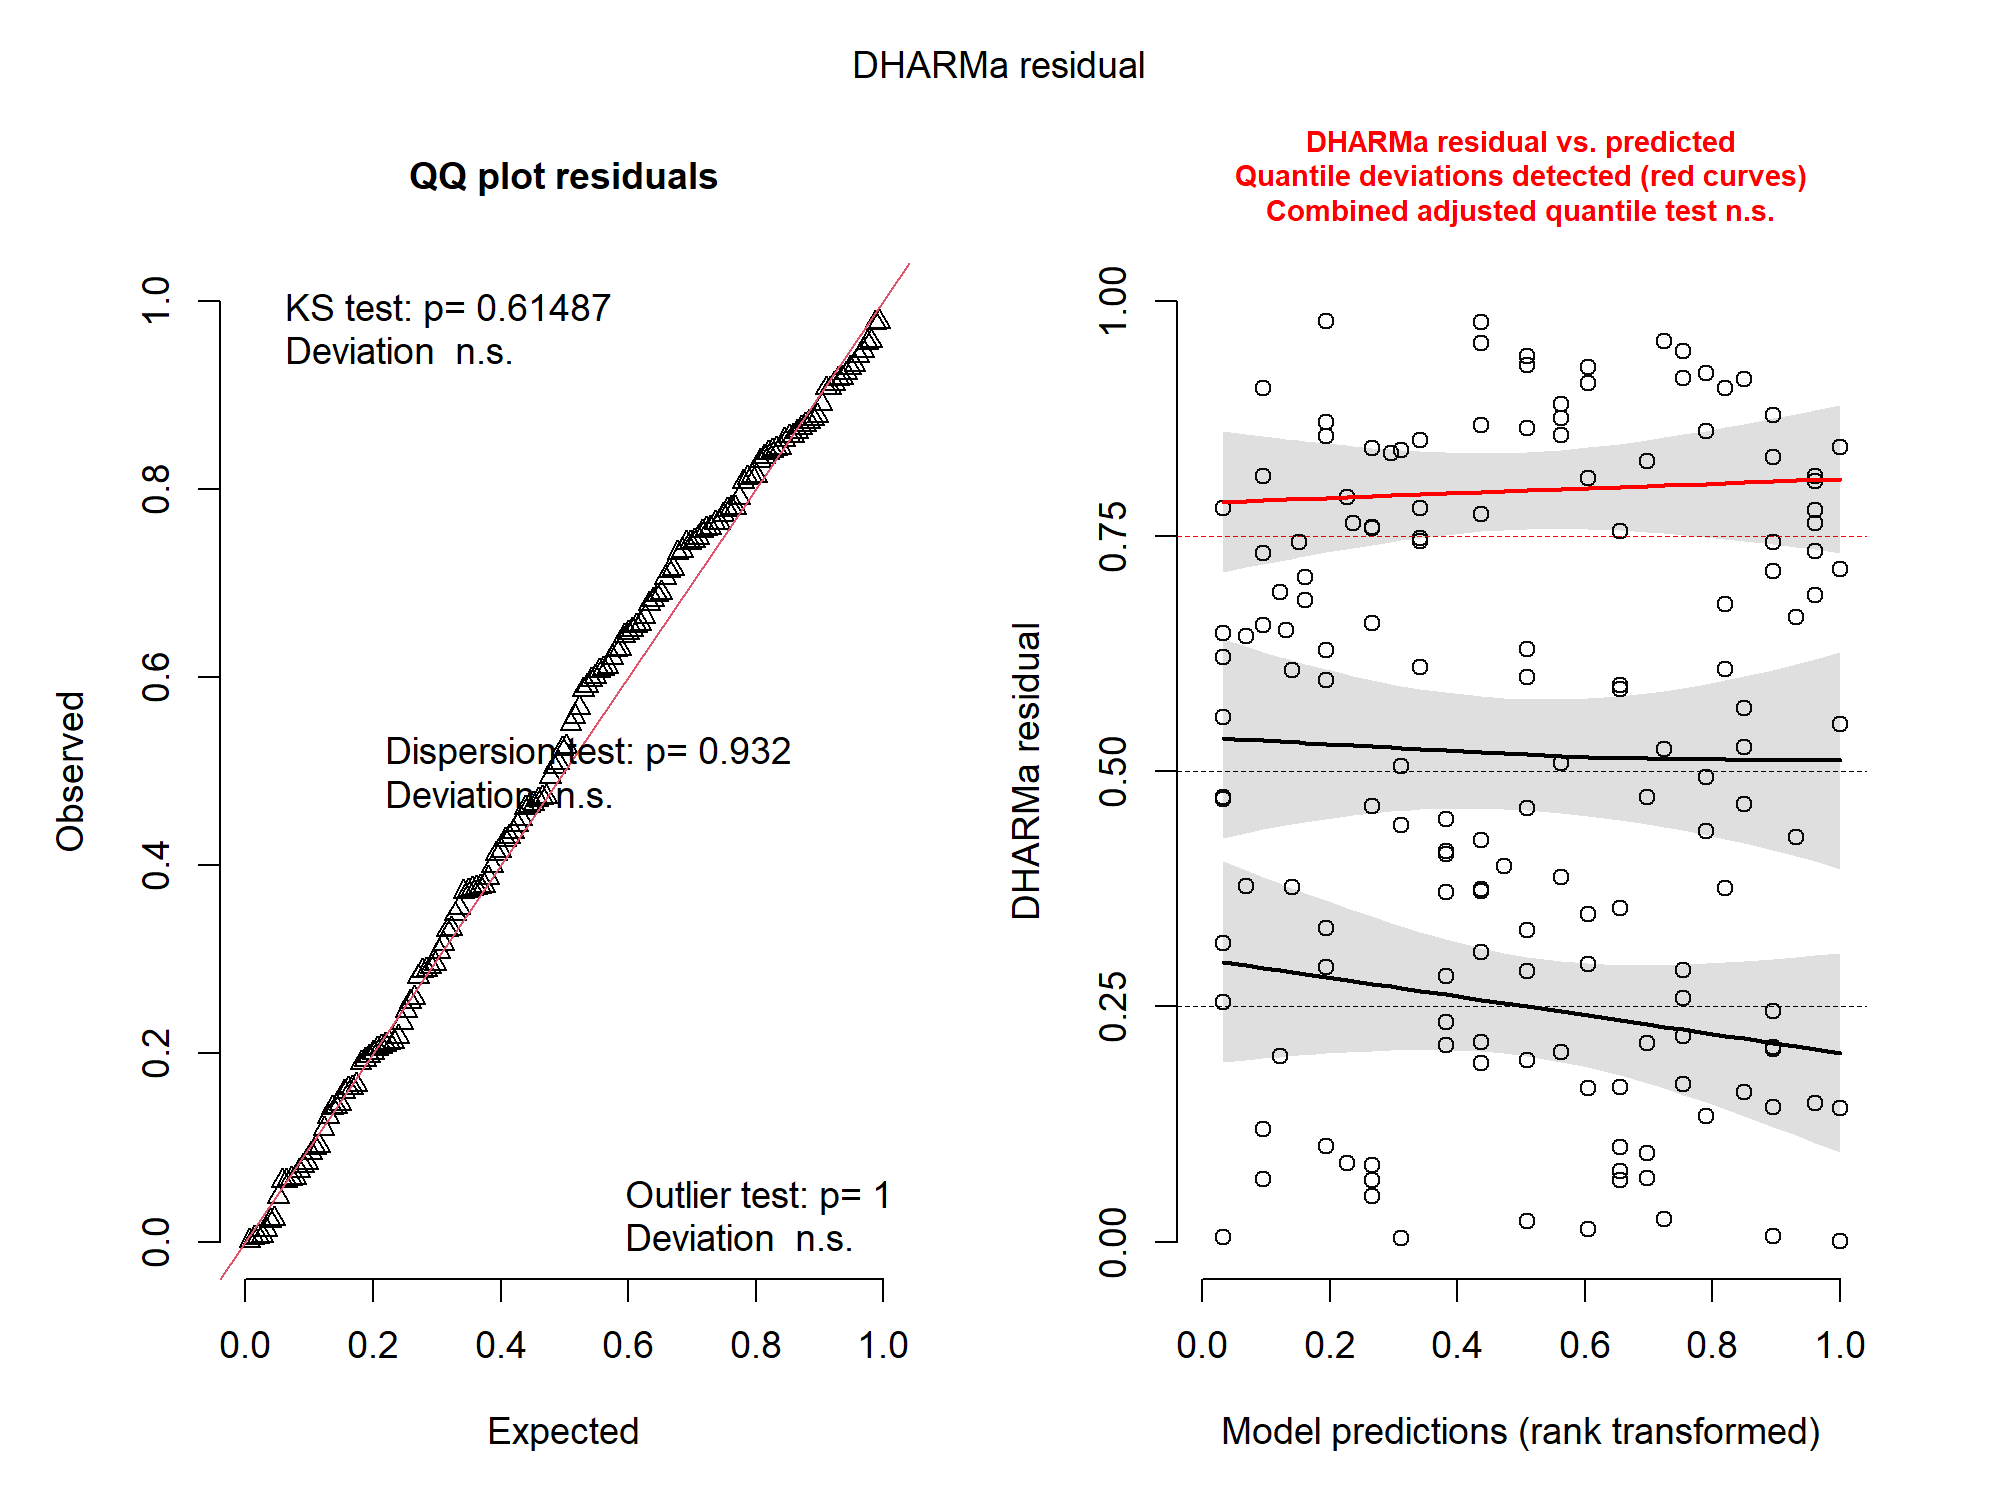 DHARMa residual
QQ plot residuals
KS test: p= 0.61487
Deviation  n.s.
Dispersion test: p= 0.932
Deviation  n.s.
Outlier test: p= 1
Deviation  n.s.
Observed
1.0
0.8
0.6
0.4
0.2
0.0
0.0 0.2 0.4 0.6 0.8 1.0
Expected
DHARMa residual vs. predicted
Quantile deviations detected (red curves)
Combined adjusted quantile test n.s.
DHARMa residual
1.00
0.75
0.50
0.25
0.00
0.0 0.2 0.4 0.6 0.8 1.0
Model predictions (rank transformed)